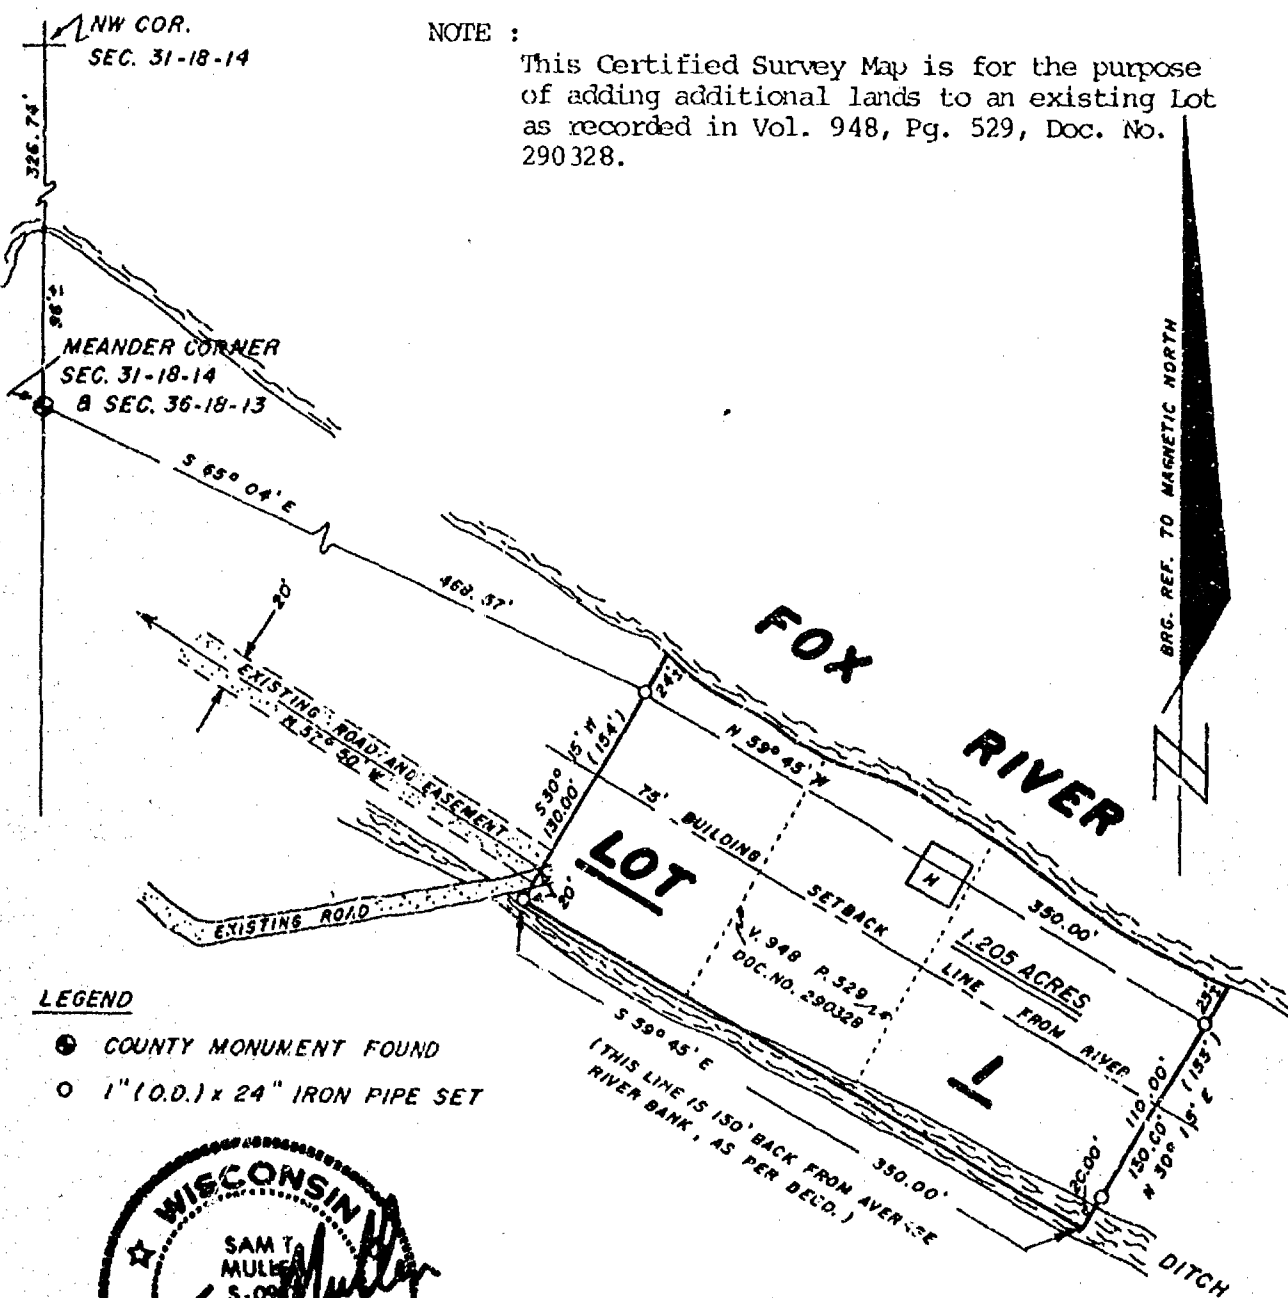 NW COR.
SEC. 31-18-14
NOTE :
This Certified Survey Map is for the purpose
of adding additional lands to an existing Lot
as recorded in Vol. 948, Pg. 529, Doc. No.
290328.
326.74'
96'±
MEANDER CORNER
SEC. 31-18-14
& SEC. 36-18-13
BRG. REF. TO MAGNETIC NORTH
N
S 65° 04' E
468.57'
20'
EXISTING ROAD AND EASEMENT
N 57° 50' W
EXISTING ROAD
20'
FOX
RIVER
24'±
S 30° 15' W
130.00' (154')
N 59° 45' W
350.00'
75' BUILDING SETBACK LINE FROM RIVER
H
LOT
1
V. 948 P. 529
DOC. NO. 290328
1.205 ACRES
110.00'
130.00' (153')
N 30° 15' E
20.00'
S 59° 45' E
350.00'
(THIS LINE IS 150' BACK FROM AVERAGE
RIVER BANK, AS PER DEED.)
DITCH
LEGEND
COUNTY MONUMENT FOUND
1" (O.D.) x 24" IRON PIPE SET
WISCONSIN
SAM T.